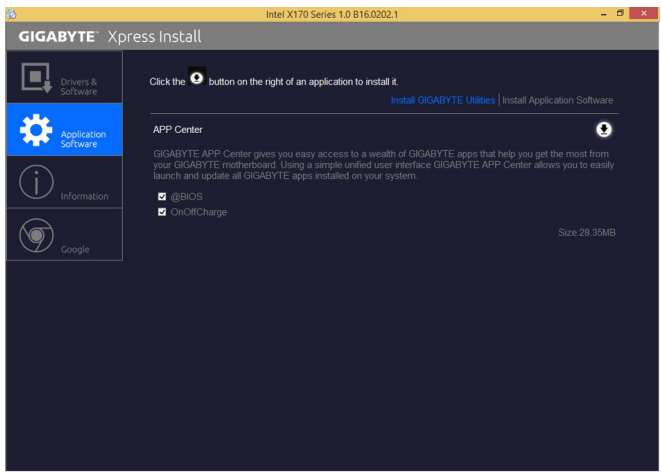 Intel X170 Series 1.0 B16.0202.1
GIGABYTE™ Xpress Install
Drivers &
Software
Application
Software
Information
Google
Click the button on the right of an application to install it.
Install GIGABYTE Utilities | Install Application Software
APP Center
GIGABYTE APP Center gives you easy access to a wealth of GIGABYTE apps that help you get the most from
your GIGABYTE motherboard. Using a simple unified user interface GIGABYTE APP Center allows you to easily
launch and update all GIGABYTE apps installed on your system.
@BIOS
OnOffCharge
Size:28.35MB